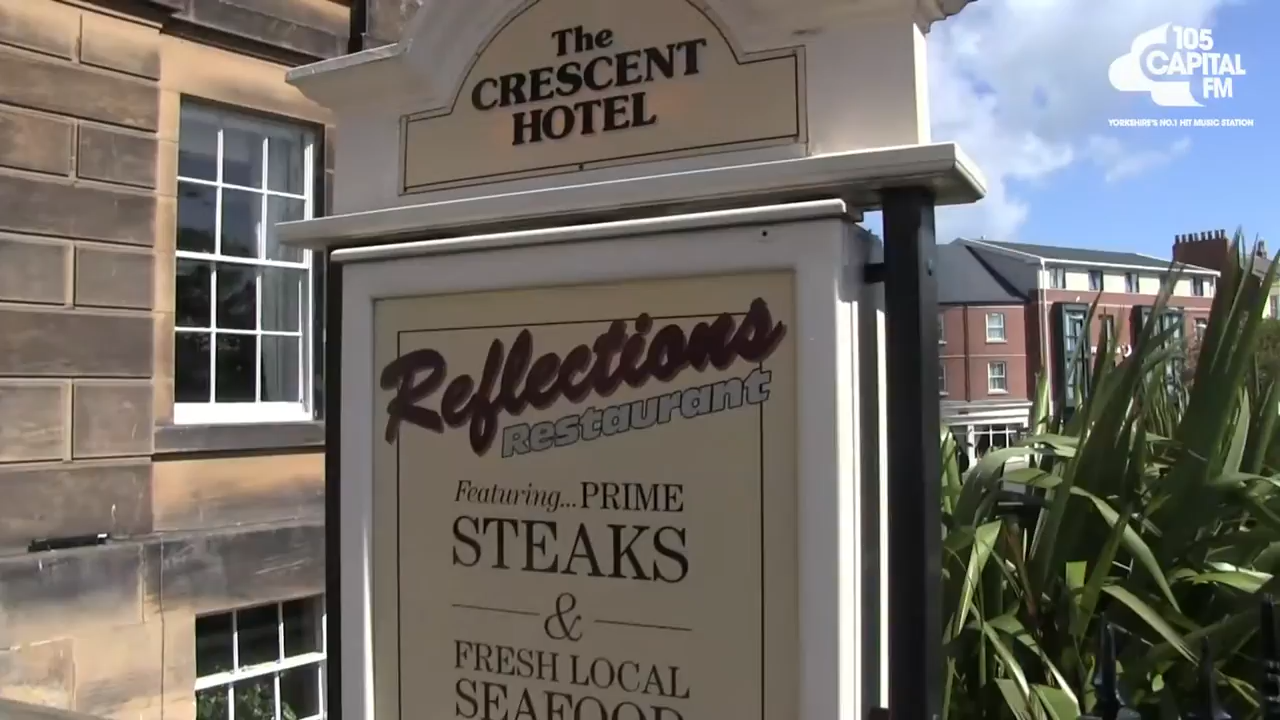 The
CRESCENT
HOTEL
105
CAPITAL
FM
YORKSHIRE'S NO.1 HIT MUSIC STATION
Reflections
Restaurant
Featuring...PRIME
STEAKS
&
FRESH LOCAL
SEAFOOD